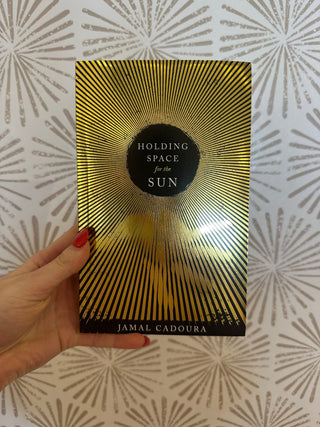 HOLDING
SPACE
for the
SUN
JAMAL CADOURA